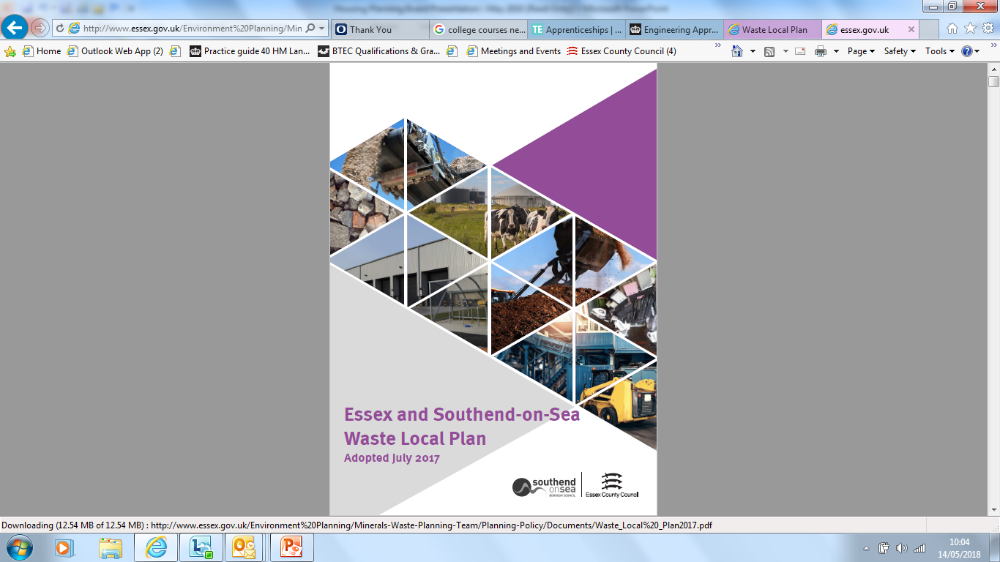 http://www.essex.gov.uk/Environment%20Planning/Min
Thank You
college courses ne...
TE Apprenticeships | ...
Engineering Appr...
Waste Local Plan
essex.gov.uk
Home
Outlook Web App (2)
Practice guide 40 HM Lan...
BTEC Qualifications & Gra...
Meetings and Events
Essex County Council (4)
Page
Safety
Tools
Essex and Southend-on-Sea
Waste Local Plan
Adopted July 2017
southend
on sea
BOROUGH COUNCIL
Essex County Council
Downloading (12.54 MB of 12.54 MB) : http://www.essex.gov.uk/Environment%20Planning/Minerals-Waste-Planning-Team/Planning-Policy/Documents/Waste_Local%20_Plan2017.pdf
10:04
14/05/2018